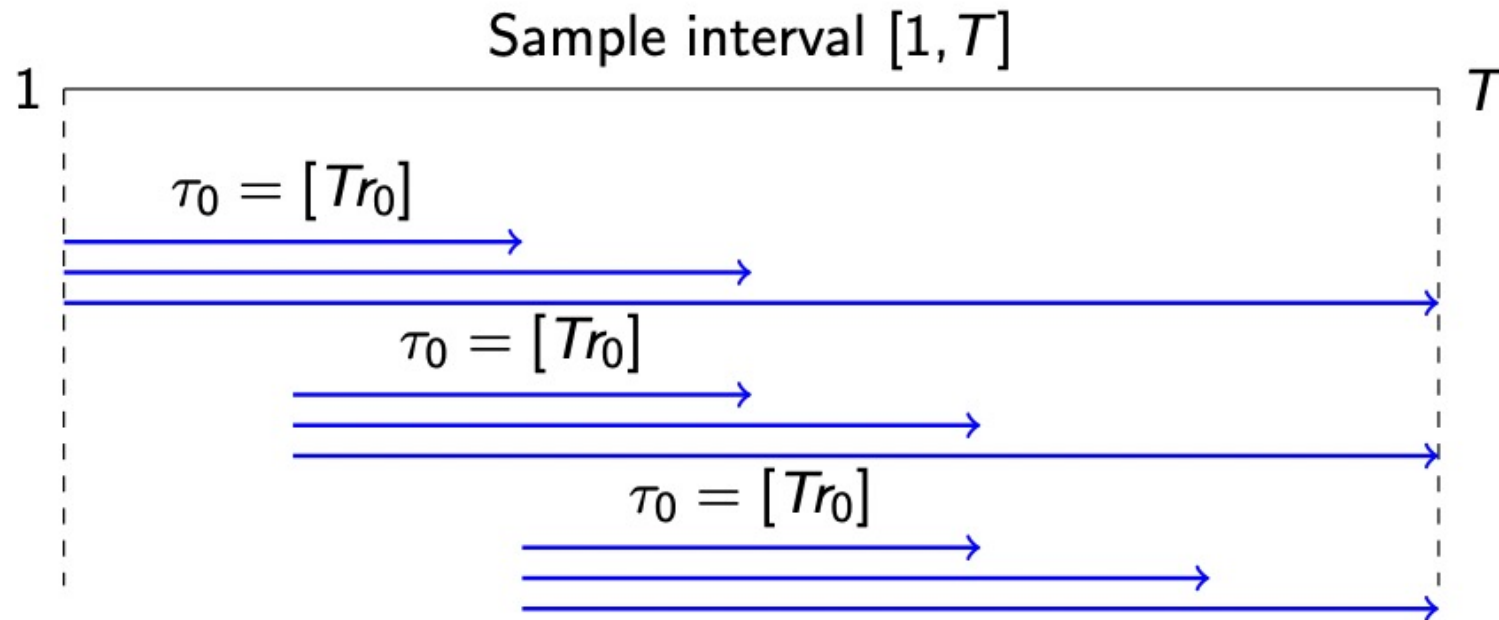 Sample interval [1, T]
1
T
τ₀ = [Tr₀]
τ₀ = [Tr₀]
τ₀ = [Tr₀]